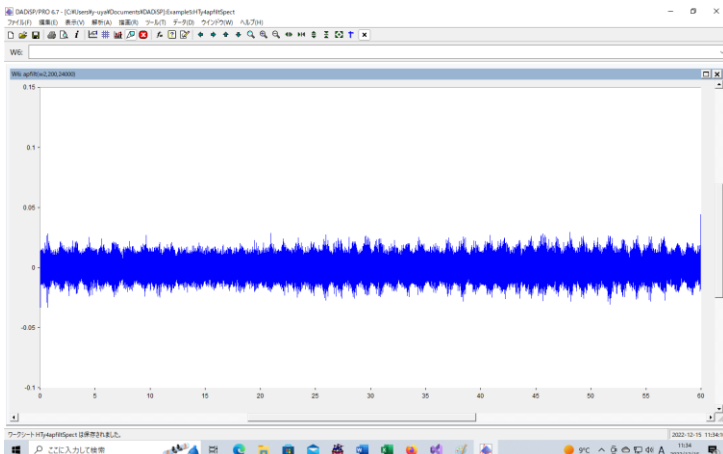 DADiSP/PRO 6.7 - [C:¥Users¥y-uya¥Documents¥DADiSP].Example5:HTy4apfiltSpect
ファイル(F) 編集(E) 表示(V) 解析(A) 描画(R) ツール(T) データ(D) ウインドウ(W) ヘルプ(H)
W6:
W6: apfilt(w2,200,24000)
0.15
0.1
0.05
0
-0.05
-0.1
0 5 10 15 20 25 30 35 40 45 50 55 60
ワークシート HTy4apfiltSpect は保存されました。
2022-12-15 11:34:
ここに入力して検索
9°C
A
11:34